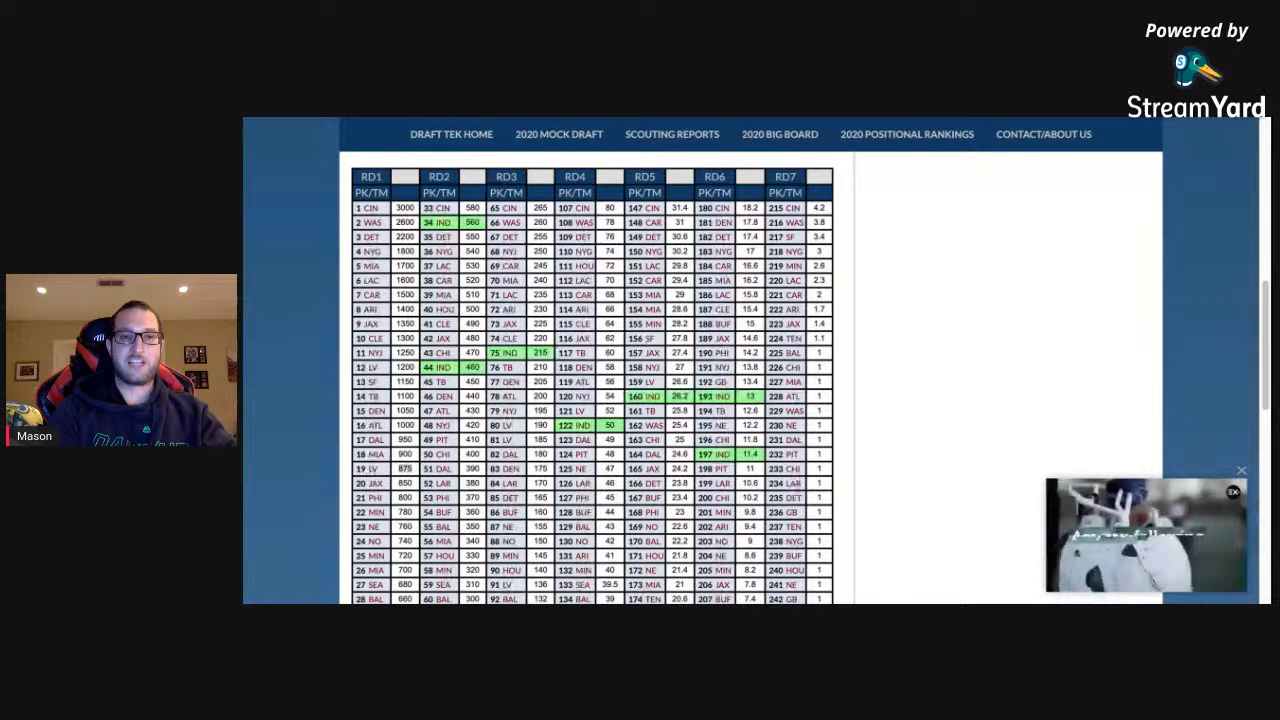 Powered by
StreamYard
DRAFT TEK HOME 2020 MOCK DRAFT SCOUTING REPORTS 2020 BIG BOARD 2020 POSITIONAL RANKINGS CONTACT/ABOUT US
RD1 RD2 RD3 RD4 RD5 RD6 RD7
PK/TM PK/TM PK/TM PK/TM PK/TM PK/TM PK/TM
1 CIN 3000 33 CIN 580 65 CIN 265 107 CIN 80 147 CIN 31.4 180 CIN 18.2 215 CIN 4.2
2 WAS 2600 34 IND 560 66 WAS 260 108 WAS 78 148 CAR 31 181 DEN 17.8 216 WAS 3.8
3 DET 2200 35 DET 550 67 DET 255 109 DET 76 149 DET 30.6 182 DET 17.4 217 SF 3.4
4 NYG 1800 36 NYG 540 68 NYJ 250 110 NYG 74 150 NYG 30.2 183 NYG 17 218 NYG 3
5 MIA 1700 37 LAC 530 69 CAR 245 111 HOU 72 151 LAC 29.8 184 CAR 16.6 219 MIN 2.6
6 LAC 1600 38 CAR 520 70 MIA 240 112 LAC 70 152 CAR 29.4 185 MIA 16.2 220 LAC 2.3
7 CAR 1500 39 MIA 510 71 LAC 235 113 CAR 68 153 MIA 29 186 LAC 15.8 221 CAR 2
8 ARI 1400 40 HOU 500 72 ARI 230 114 ARI 66 154 MIA 28.6 187 CLE 15.4 222 ARI 1.7
9 JAX 1350 41 CLE 490 73 JAX 225 115 CLE 64 155 MIN 28.2 188 BUF 15 223 JAX 1.4
10 CLE 1300 42 JAX 480 74 CLE 220 116 JAX 62 156 SF 27.8 189 JAX 14.6 224 TEN 1.1
11 NYJ 1250 43 CHI 470 75 IND 215 117 TB 60 157 JAX 27.4 190 PHI 14.2 225 BAL 1
12 LV 1200 44 IND 460 76 TB 210 118 DEN 58 158 NYJ 27 191 NYJ 13.8 226 CHI 1
13 SF 1150 45 TB 450 77 DEN 205 119 ATL 56 159 LV 26.6 192 GB 13.4 227 MIA 1
14 TB 1100 46 DEN 440 78 ATL 200 120 NYJ 54 160 IND 26.2 193 IND 13 228 ATL 1
15 DEN 1050 47 ATL 430 79 NYJ 195 121 LV 52 161 TB 25.8 194 TB 12.6 229 WAS 1
16 ATL 1000 48 NYJ 420 80 LV 190 122 IND 50 162 WAS 25.4 195 NE 12.2 230 NE 1
17 DAL 950 49 PIT 410 81 LV 185 123 DAL 49 163 CHI 25 196 CHI 11.8 231 DAL 1
18 MIA 900 50 CHI 400 82 DAL 180 124 PIT 48 164 DAL 24.6 197 IND 11.4 232 PIT 1
19 LV 875 51 DAL 390 83 DEN 175 125 NE 47 165 JAX 24.2 198 PIT 11 233 CHI 1
20 JAX 850 52 LAR 380 84 LAR 170 126 LAR 46 166 DET 23.8 199 LAR 10.6 234 LAR 1
21 PHI 800 53 PHI 370 85 DET 165 127 PHI 45 167 BUF 23.4 200 CHI 10.2 235 DET 1
22 MIN 780 54 BUF 360 86 BUF 160 128 BUF 44 168 PHI 23 201 MIN 9.8 236 GB 1
23 NE 760 55 BAL 350 87 NE 155 129 BAL 43 169 NO 22.6 202 ARI 9.4 237 TEN 1
24 NO 740 56 MIA 340 88 NO 150 130 NO 42 170 BAL 22.2 203 NO 9 238 NYG 1
25 MIN 720 57 HOU 330 89 MIN 145 131 ARI 41 171 HOU 21.8 204 NE 8.6 239 BUF 1
26 MIA 700 58 MIN 320 90 HOU 140 132 MIN 40 172 NE 21.4 205 MIN 8.2 240 HOU 1
27 SEA 680 59 SEA 310 91 LV 136 133 SEA 39.5 173 MIA 21 206 JAX 7.8 241 NE 1
28 BAL 660 60 BAL 300 92 BAL 132 134 BAL 39 174 TEN 20.6 207 BUF 7.4 242 GB 1
Mason